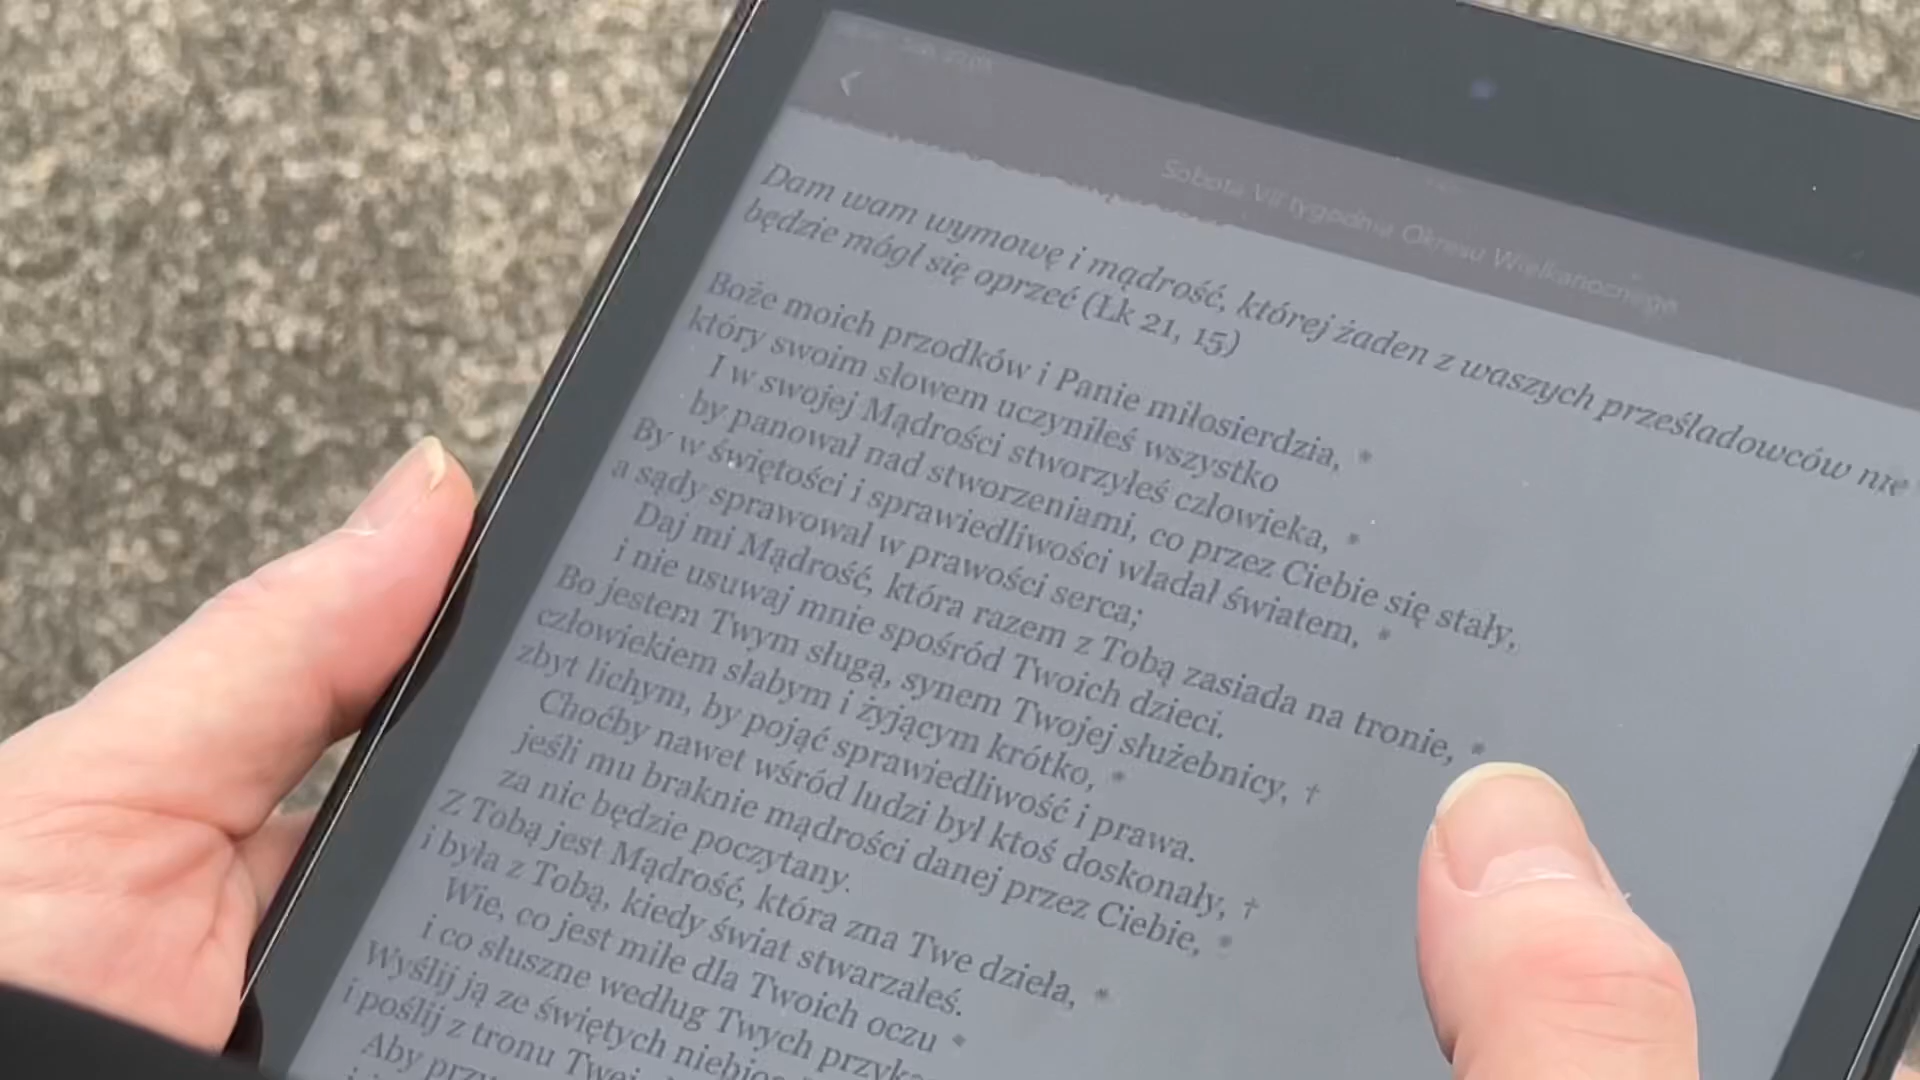 Sobota VII tygodnia Okresu Wielkanocnego
Dam wam wymowę i mądrość, której żaden z waszych prześladowców nie
będzie mógł się oprzeć (Łk 21, 15)
Boże moich przodków i Panie miłosierdzia, *
który swoim słowem uczyniłeś wszystko
I w swojej Mądrości stworzyłeś człowieka, *
by panował nad stworzeniami, co przez Ciebie się stały,
By w świętości i sprawiedliwości władał światem, *
a sądy sprawował w prawości serca;
Daj mi Mądrość, która razem z Tobą zasiada na tronie, *
i nie usuwaj mnie spośród Twoich dzieci.
Bo jestem Twym sługą, synem Twojej służebnicy, †
człowiekiem słabym i żyjącym krótko, *
zbyt lichym, by pojąć sprawiedliwość i prawa.
Choćby nawet wśród ludzi był ktoś doskonały, †
jeśli mu braknie mądrości danej przez Ciebie, *
za nic będzie poczytany.
Z Tobą jest Mądrość, która zna Twe dzieła, *
i była z Tobą, kiedy świat stwarzałeś.
Wie, co jest miłe dla Twoich oczu *
i co słuszne według Twych
Wyślij ją ze świętych
i poślij z tronu
Aby